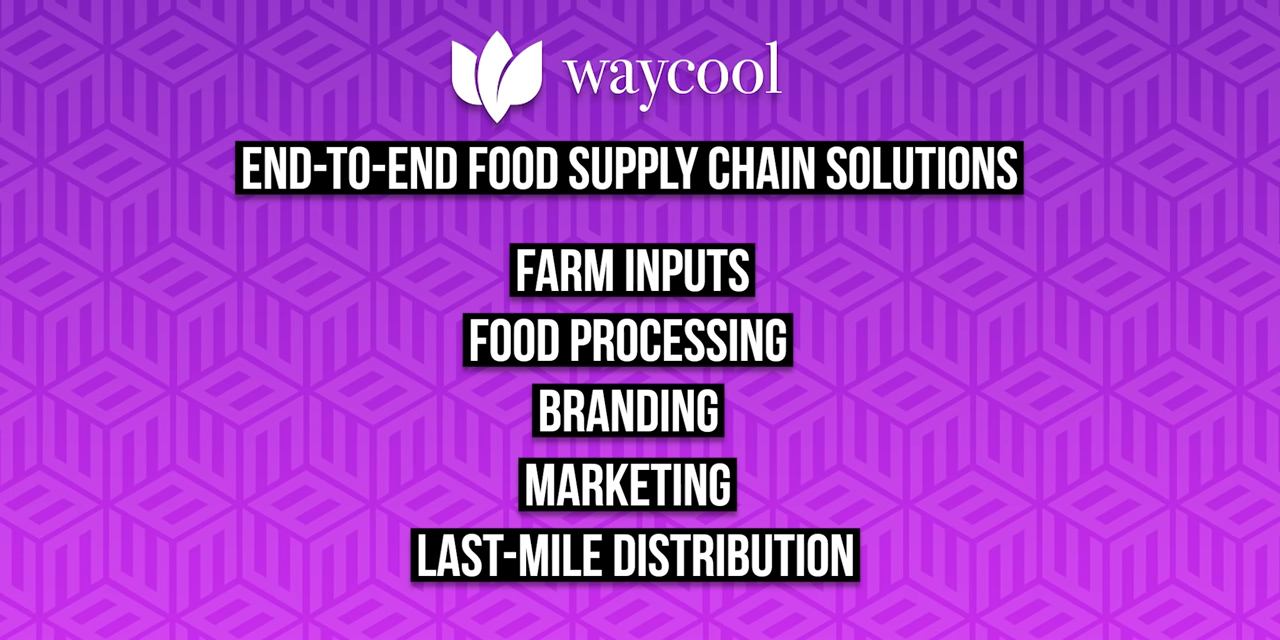 waycool
END-TO-END FOOD SUPPLY CHAIN SOLUTIONS
FARM INPUTS
FOOD PROCESSING
BRANDING
MARKETING
LAST-MILE DISTRIBUTION